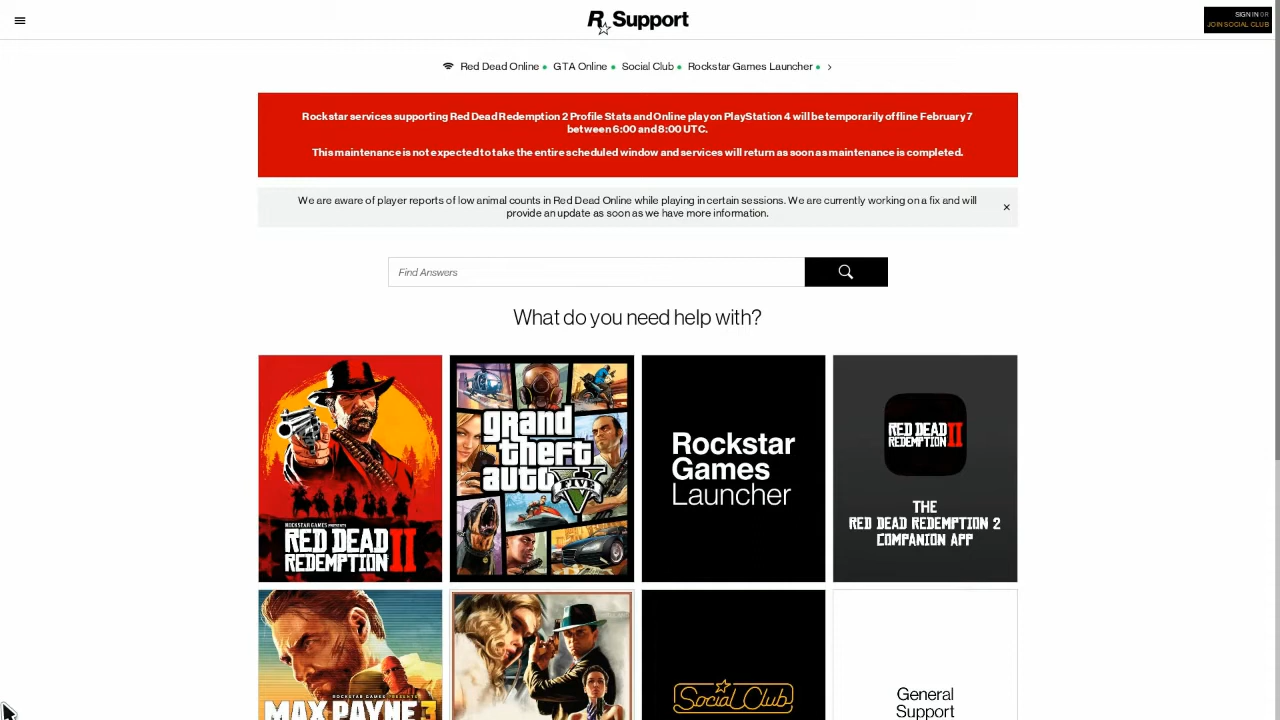 R Support
SIGN IN OR
JOIN SOCIAL CLUB
Red Dead Online GTA Online Social Club Rockstar Games Launcher
Rockstar services supporting Red Dead Redemption 2 Profile Stats and Online play on PlayStation 4 will be temporarily offline February 7
between 6:00 and 8:00 UTC.
This maintenance is not expected to take the entire scheduled window and services will return as soon as maintenance is completed.
We are aware of player reports of low animal counts in Red Dead Online while playing in certain sessions. We are currently working on a fix and will
provide an update as soon as we have more information.
Find Answers
What do you need help with?
ROCKSTAR GAMES PRESENTS
RED DEAD
REDEMPTION II
grand
theft
auto
V
FIVE
Rockstar
Games
Launcher
RED DEAD
REDEMPTION II
THE
RED DEAD REDEMPTION 2
COMPANION APP
ROCKSTAR GAMES PRESENTS
MAX PAYNE 3
Social Club
General
Support